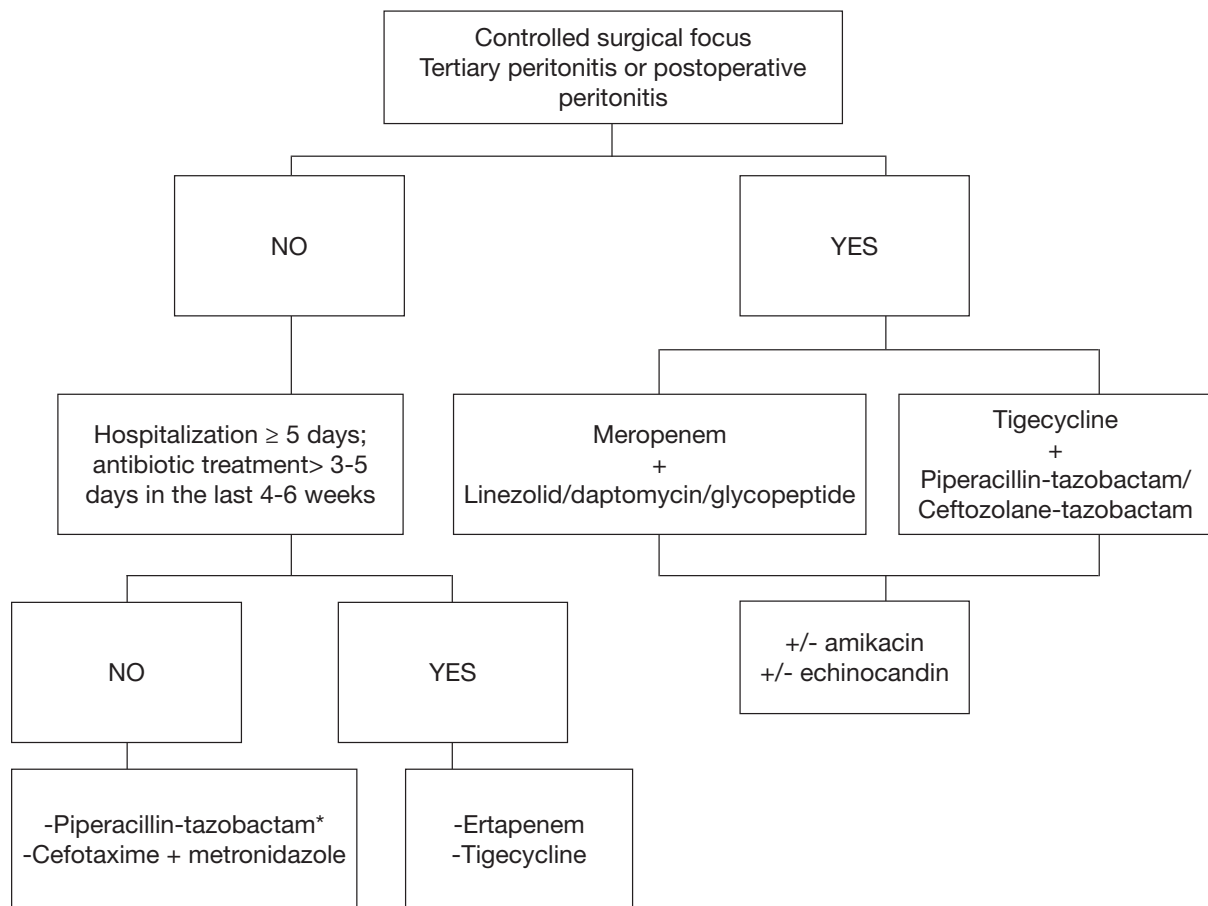 Controlled surgical focus
Tertiary peritonitis or postoperative
peritonitis
NO
YES
Hospitalization ≥ 5 days;
antibiotic treatment> 3-5
days in the last 4-6 weeks
Meropenem
+
Linezolid/daptomycin/glycopeptide
Tigecycline
+
Piperacillin-tazobactam/
Ceftozolane-tazobactam
NO
YES
+/- amikacin
+/- echinocandin
-Piperacillin-tazobactam*
-Cefotaxime + metronidazole
-Ertapenem
-Tigecycline